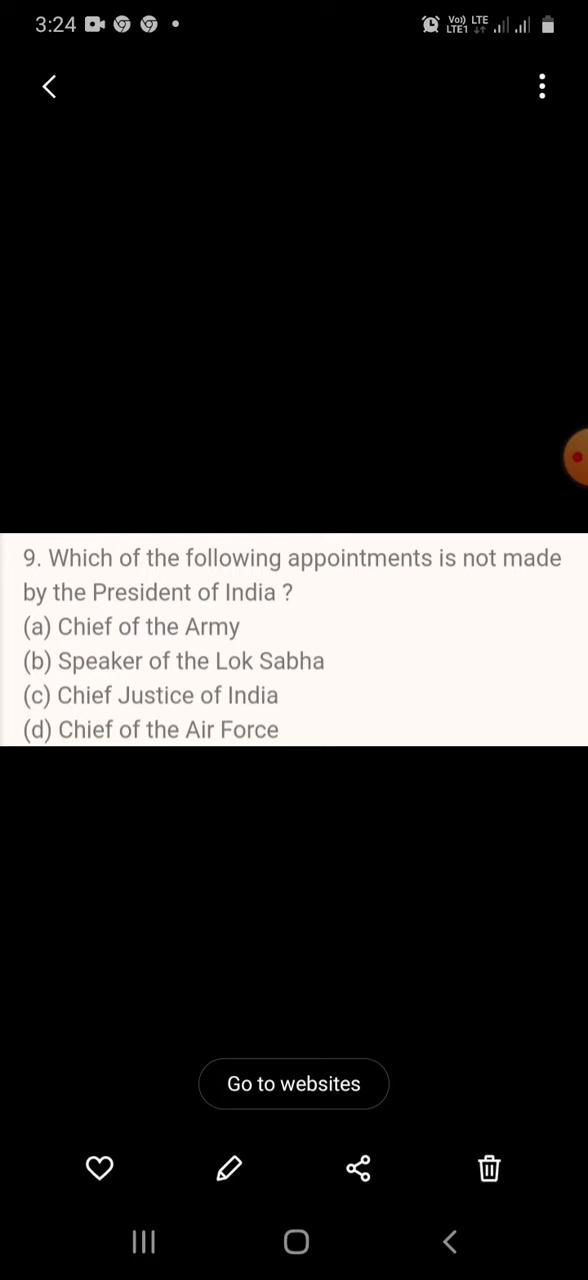 3:24 Vo)) LTE
LTE1
9. Which of the following appointments is not made
by the President of India ?
(a) Chief of the Army
(b) Speaker of the Lok Sabha
(c) Chief Justice of India
(d) Chief of the Air Force
Go to websites